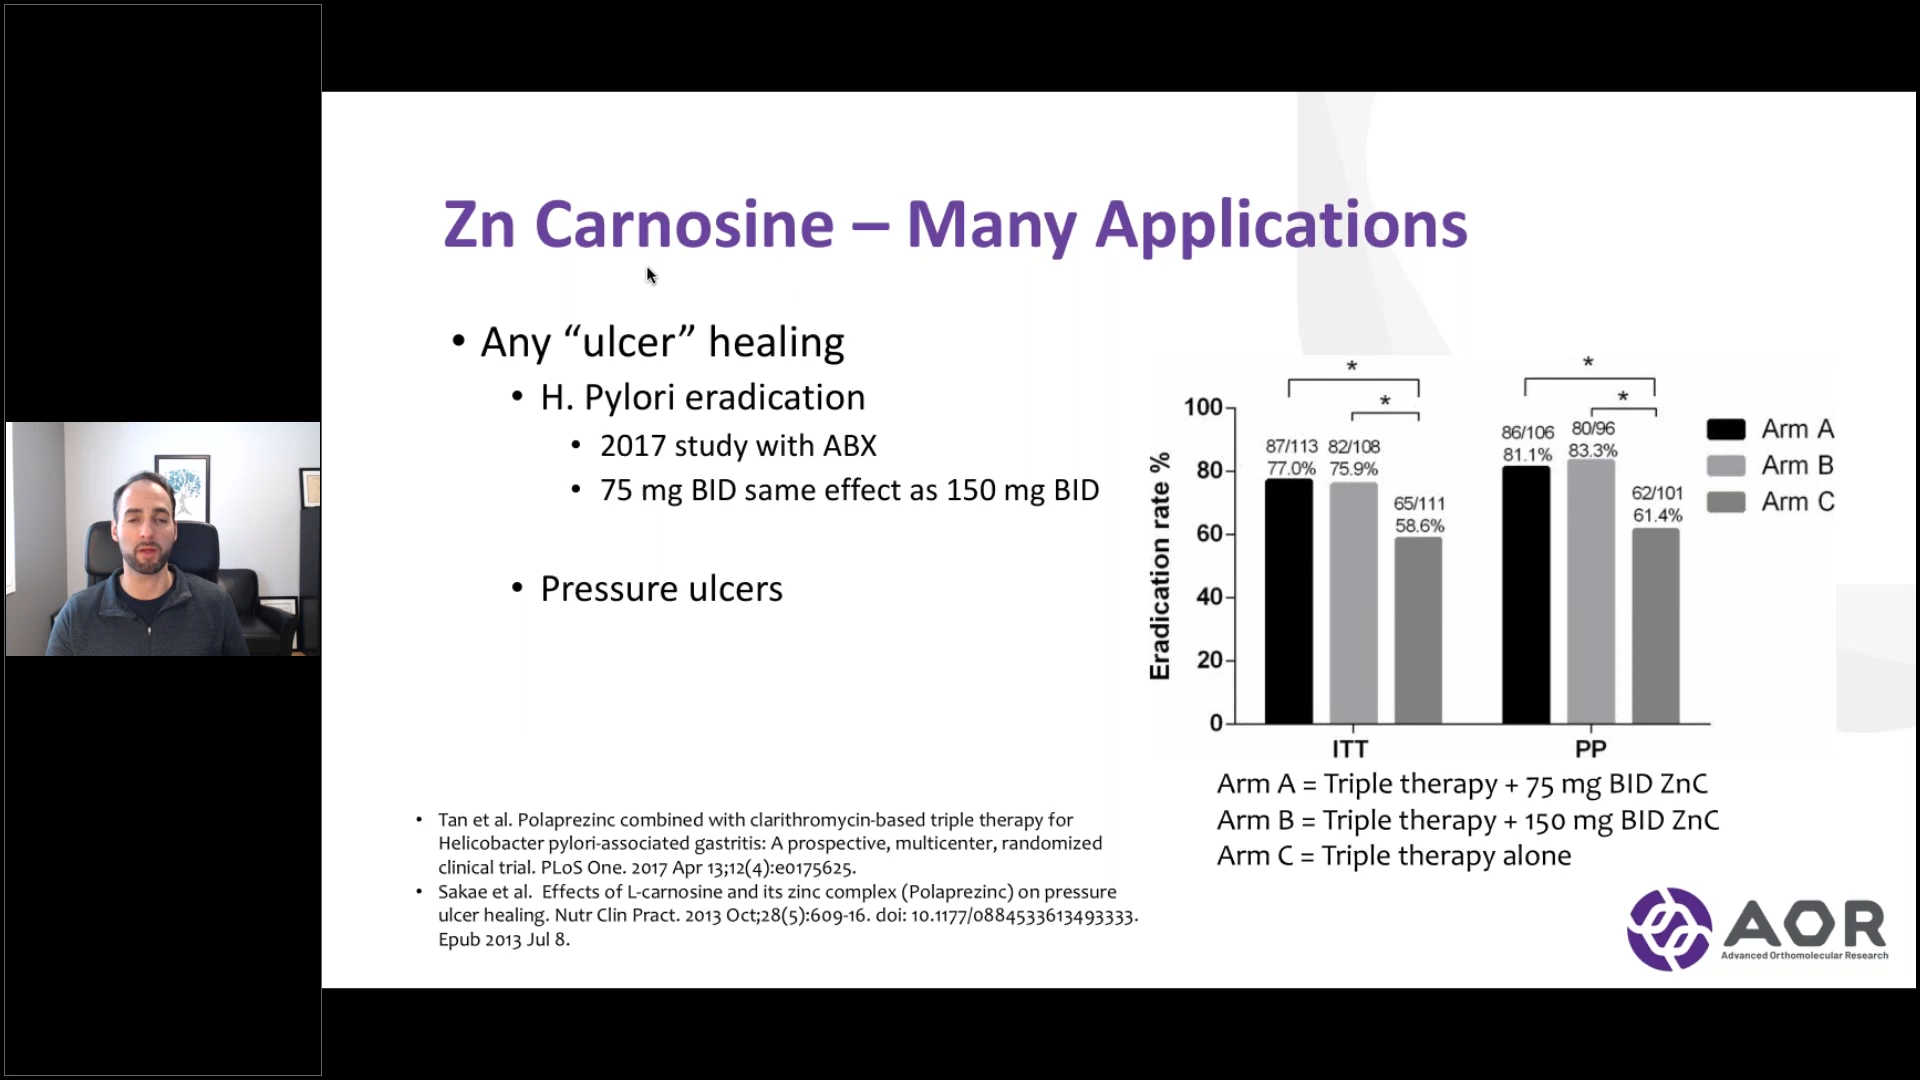 Zn Carnosine – Many Applications
• Any “ulcer” healing
• H. Pylori eradication
• 2017 study with ABX
• 75 mg BID same effect as 150 mg BID
• Pressure ulcers
Eradication rate %
100
80
60
40
20
0
*
*
87/113
77.0%
82/108
75.9%
65/111
58.6%
ITT
*
*
86/106
81.1%
80/96
83.3%
62/101
61.4%
PP
Arm A
Arm B
Arm C
Arm A = Triple therapy + 75 mg BID ZnC
Arm B = Triple therapy + 150 mg BID ZnC
Arm C = Triple therapy alone
• Tan et al. Polaprezinc combined with clarithromycin-based triple therapy for
Helicobacter pylori-associated gastritis: A prospective, multicenter, randomized
clinical trial. PLoS One. 2017 Apr 13;12(4):e0175625.
• Sakae et al. Effects of L-carnosine and its zinc complex (Polaprezinc) on pressure
ulcer healing. Nutr Clin Pract. 2013 Oct;28(5):609-16. doi: 10.1177/0884533613493333.
Epub 2013 Jul 8.
AOR
Advanced Orthomolecular Research